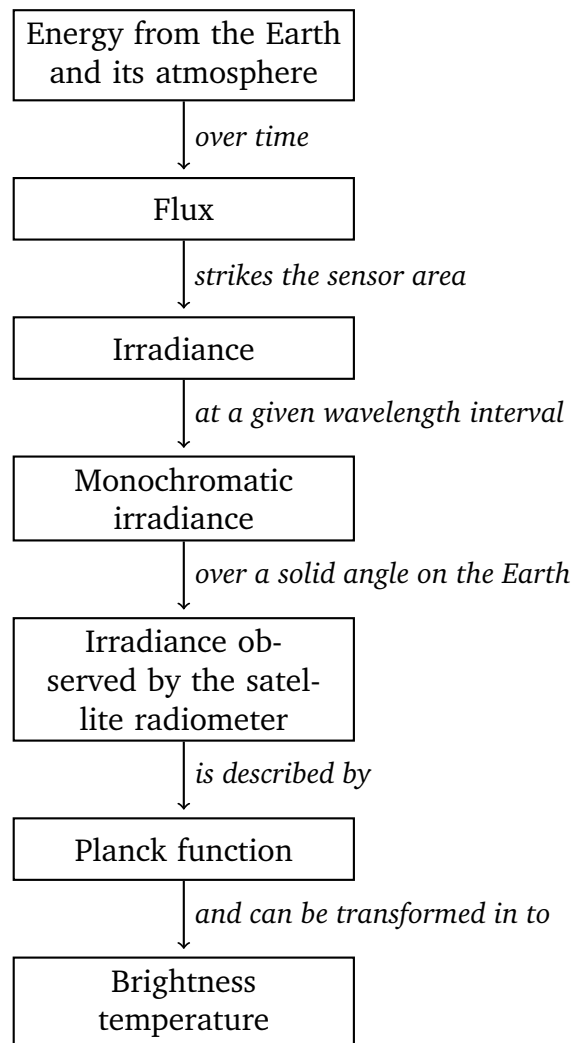 Energy from the Earth
and its atmosphere
over time
Flux
strikes the sensor area
Irradiance
at a given wavelength interval
Monochromatic
irradiance
over a solid angle on the Earth
Irradiance ob-
served by the satel-
lite radiometer
is described by
Planck function
and can be transformed in to
Brightness
temperature